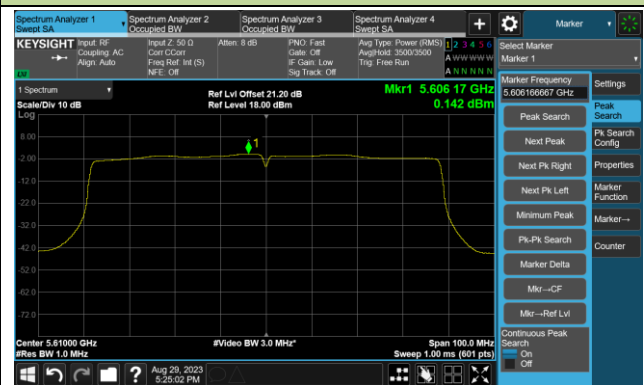 Spectrum Analyzer 1
Swept SA
Spectrum Analyzer 2
Occupied BW
Spectrum Analyzer 3
Occupied BW
Spectrum Analyzer 4
Swept SA
Marker
KEYSIGHT
Input: RF
Coupling: AC
Align: Auto
Input Z: 50 Ω
Corr CCorr
Freq Ref: Int (S)
NFE: Off
Atten: 8 dB
PNO: Fast
Gate: Off
IF Gain: Low
Sig Track: Off
Avg Type: Power (RMS)
Avg|Hold: 3500/3500
Trig: Free Run
1 2 3 4 5 6
A W W W W W
A N N N N N
Select Marker
Marker 1
1 Spectrum
Scale/Div 10 dB
Log
Ref Lvl Offset 21.20 dB
Ref Level 18.00 dBm
Mkr1 5.606 17 GHz
0.142 dBm
1
8.00
-2.00
-12.0
-22.0
-32.0
-42.0
-52.0
-62.0
-72.0
Center 5.61000 GHz
#Res BW 1.0 MHz
#Video BW 3.0 MHz*
Span 100.0 MHz
Sweep 1.00 ms (601 pts)
Marker Frequency
5.606166667 GHz
Peak Search
Next Peak
Next Pk Right
Next Pk Left
Minimum Peak
Pk-Pk Search
Marker Delta
Mkr→CF
Mkr→Ref Lvl
Continuous Peak
Search
On
Off
Settings
Peak
Search
Pk Search
Config
Properties
Marker
Function
Marker→
Counter
Aug 29, 2023
5:25:02 PM